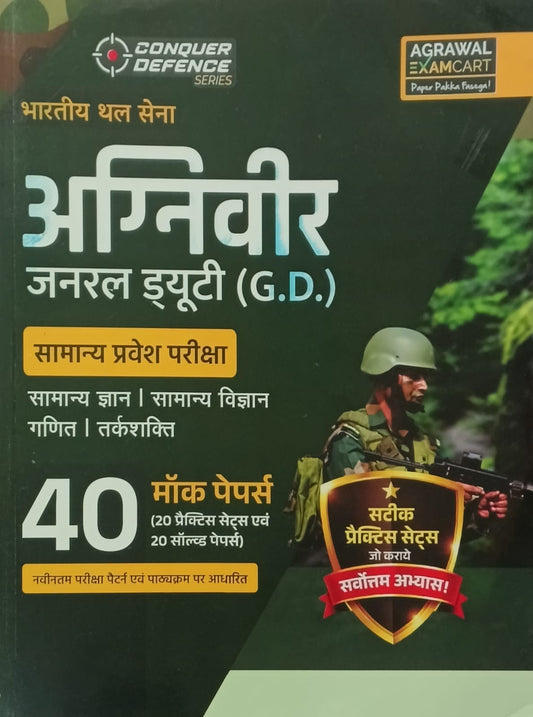 CONQUER
DEFENCE
SERIES
AGRAWAL
EXAMCART
Paper Pakka Fasega!
भारतीय थल सेना
अग्निवीर
जनरल ड्यूटी (G.D.)
सामान्य प्रवेश परीक्षा
सामान्य ज्ञान | सामान्य विज्ञान
गणित | तर्कशक्ति
40 मॉक पेपर्स
(20 प्रैक्टिस सेट्स एवं
20 सॉल्व्ड पेपर्स)
नवीनतम परीक्षा पैटर्न एवं पाठ्यक्रम पर आधारित
सटीक
प्रैक्टिस सेट्स
जो कराये
सर्वोत्तम अभ्यास!